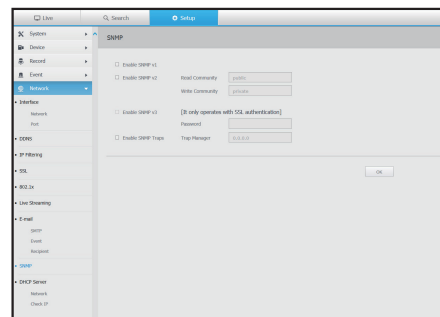 Live
Search
Setup
System
Device
Record
Event
Network
Interface
Network
Port
DDNS
IP Filtering
SSL
802.1x
Live Streaming
E-mail
SMTP
Event
Recipient
SNMP
DHCP Server
Network
Check IP
SNMP
Enable SNMP v1
Enable SNMP v2 Read Community public
Write Community private
Enable SNMP v3 [It only operates with SSL authentication]
Password
Enable SNMP Traps Trap Manager 0.0.0.0
OK